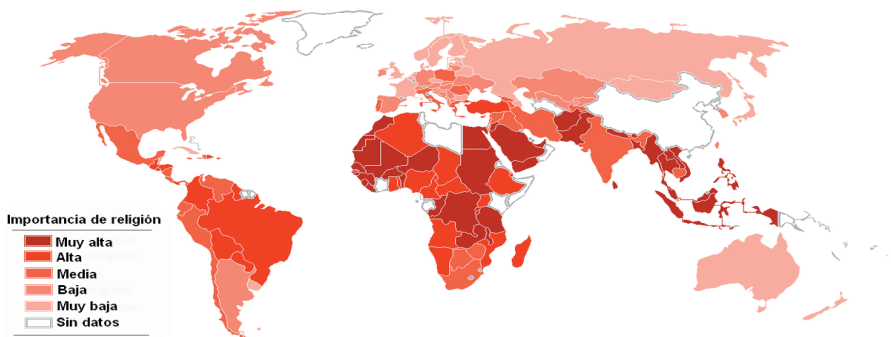 Importancia de religión
Muy alta
Alta
Media
Baja
Muy baja
Sin datos